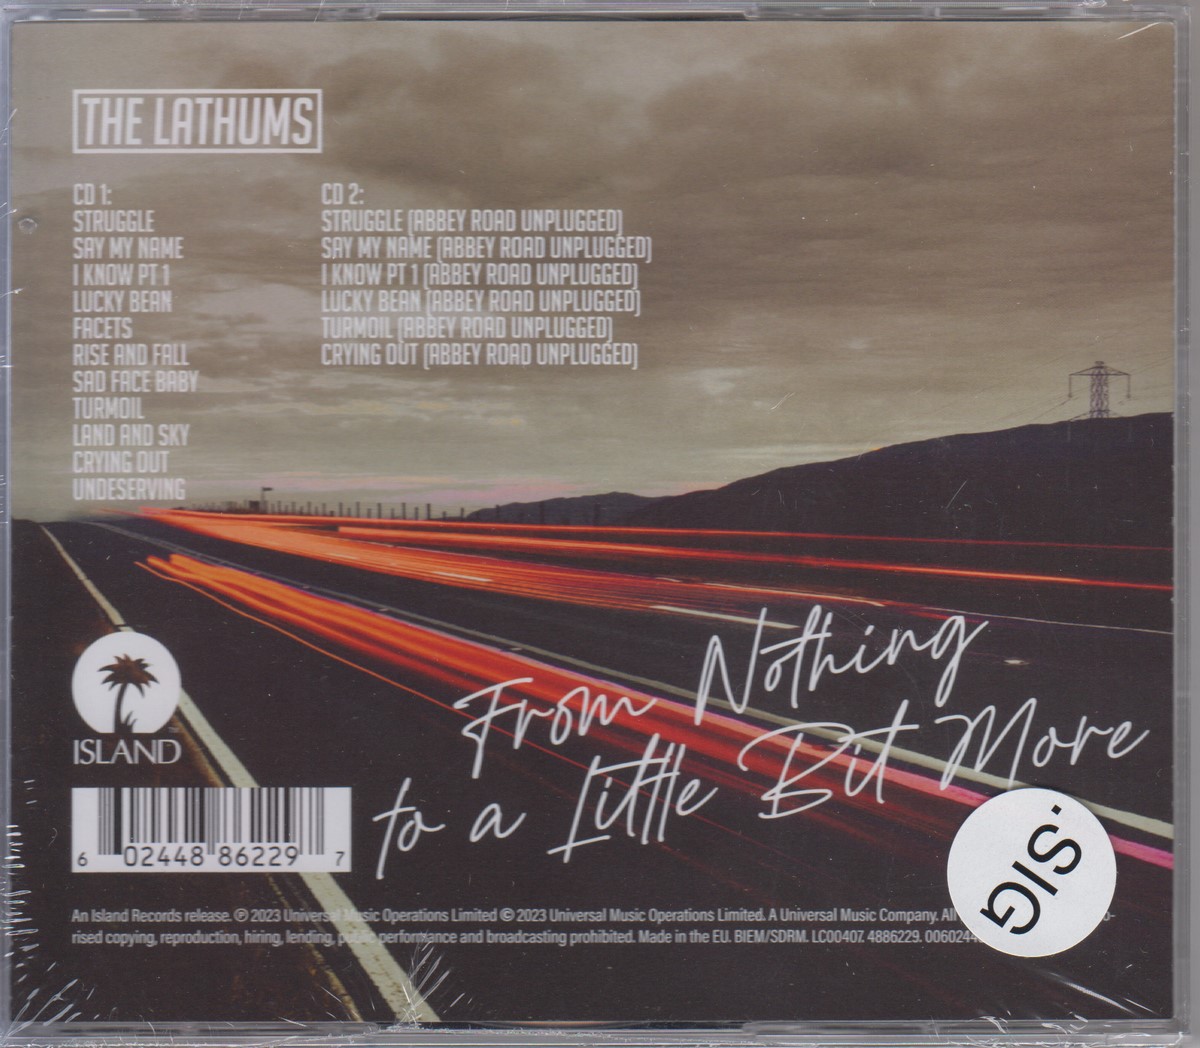 THE LATHUMS
CD 1:
STRUGGLE
SAY MY NAME
I KNOW PT 1
LUCKY BEAN
FACETS
RISE AND FALL
SAD FACE BABY
TURMOIL
LAND AND SKY
CRYING OUT
UNDESERVING
CD 2:
STRUGGLE (ABBEY ROAD UNPLUGGED)
SAY MY NAME (ABBEY ROAD UNPLUGGED)
I KNOW PT 1 (ABBEY ROAD UNPLUGGED)
LUCKY BEAN (ABBEY ROAD UNPLUGGED)
TURMOIL (ABBEY ROAD UNPLUGGED)
CRYING OUT (ABBEY ROAD UNPLUGGED)
From Nothing
to a Little Bit More
ISLAND
6 02448 86229 7
SIG.
An Island Records release. ℗ 2023 Universal Music Operations Limited © 2023 Universal Music Operations Limited. A Universal Music Company. All
rised copying, reproduction, hiring, lending, public performance and broadcasting prohibited. Made in the EU. BIEM/SDRM. LC00407. 4886229.